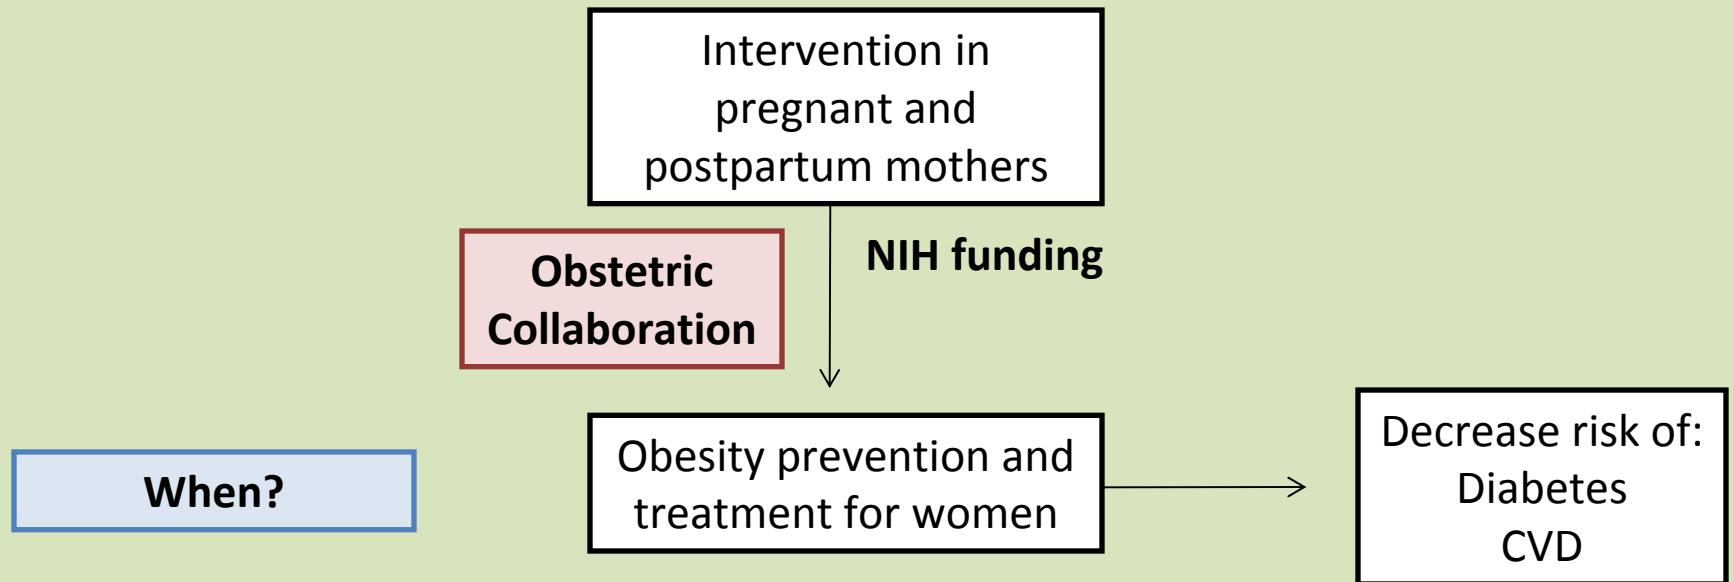 Intervention in
pregnant and
postpartum mothers
Obstetric
Collaboration
NIH funding
When?
Obesity prevention and
treatment for women
Decrease risk of:
Diabetes
CVD